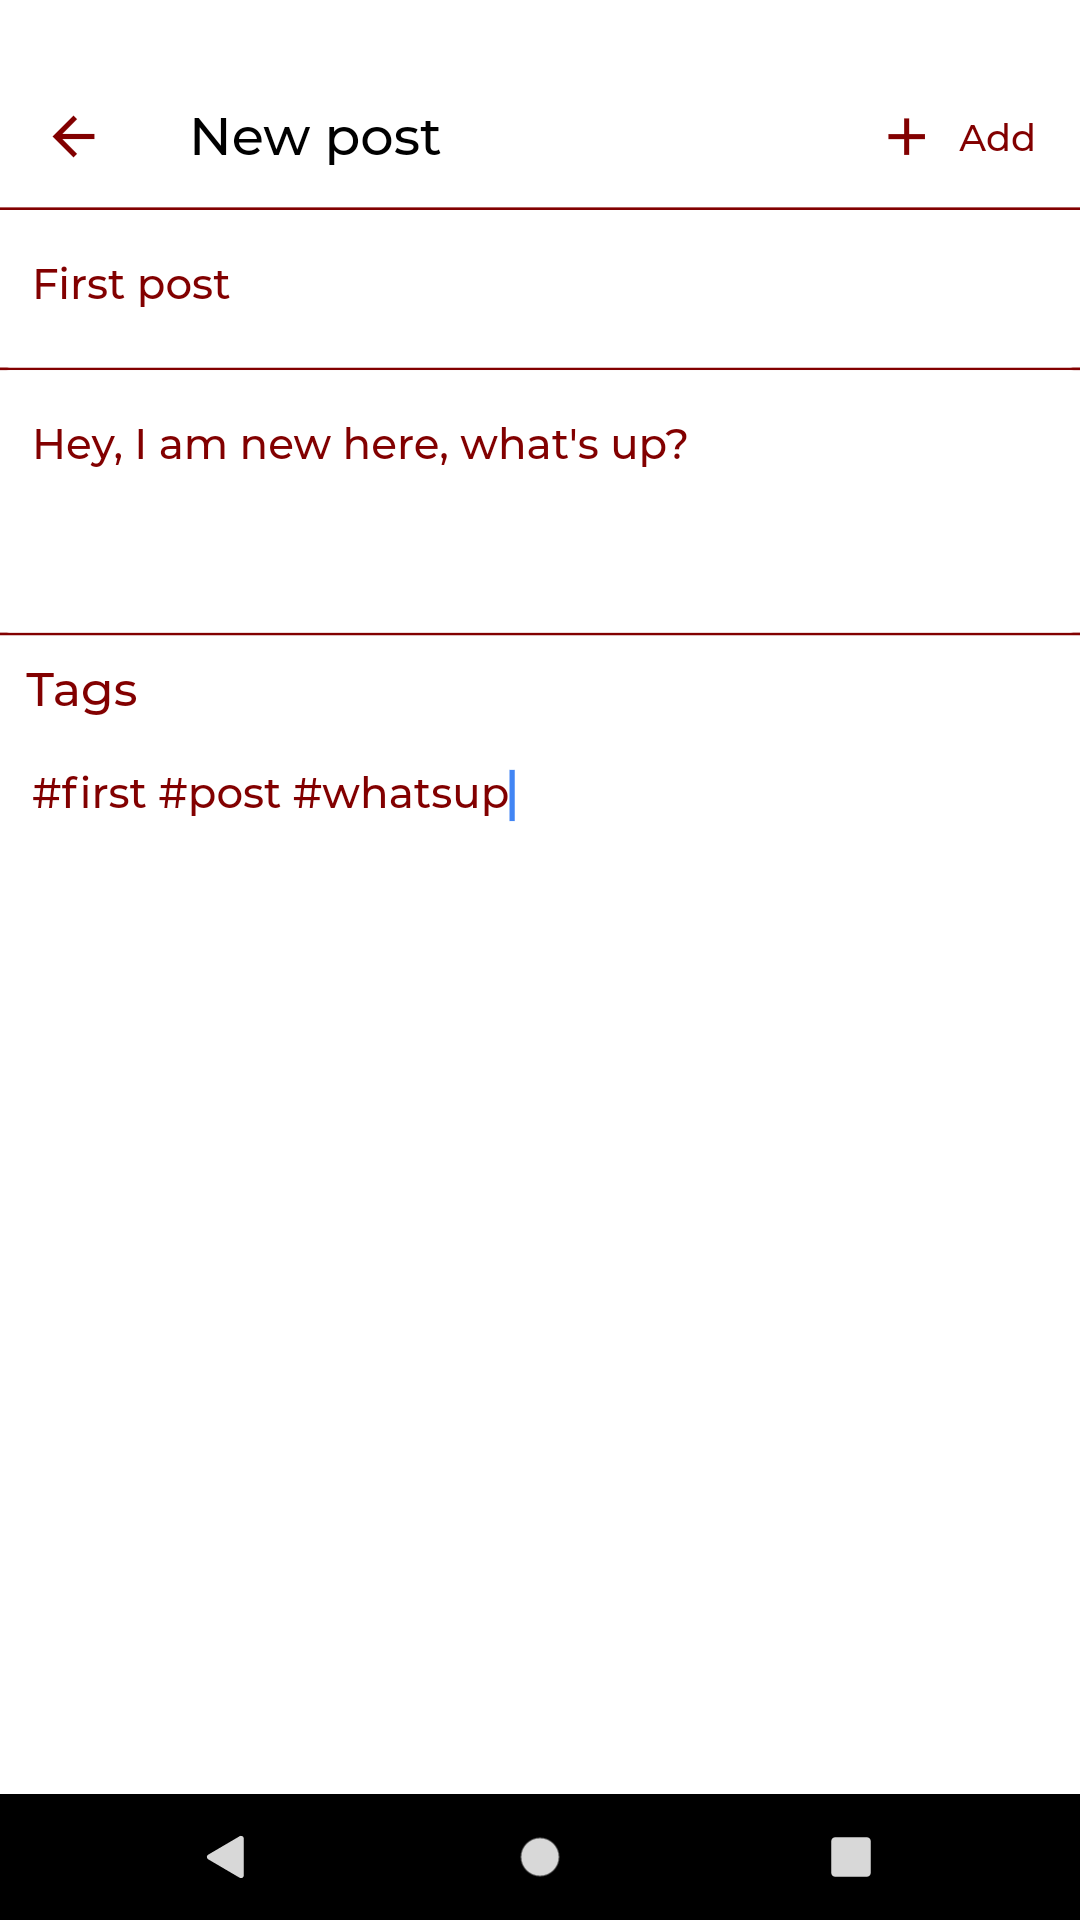 New post
Add
First post
Hey, I am new here, what's up?
Tags
#first #post #whatsup